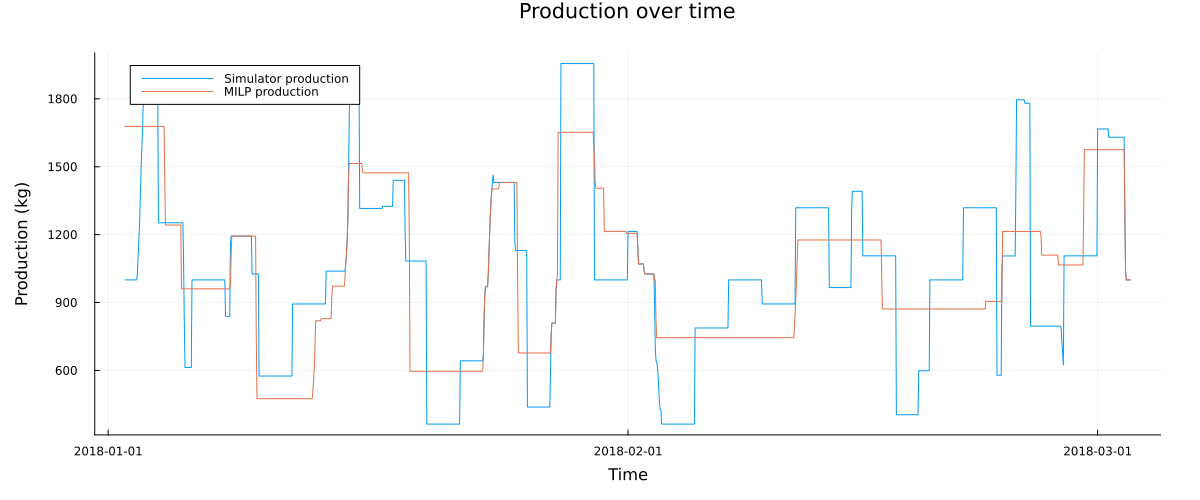 Production over time
Simulator production
MILP production
1800
1500
1200
900
600
Production (kg)
2018-01-01
2018-02-01
2018-03-01
Time